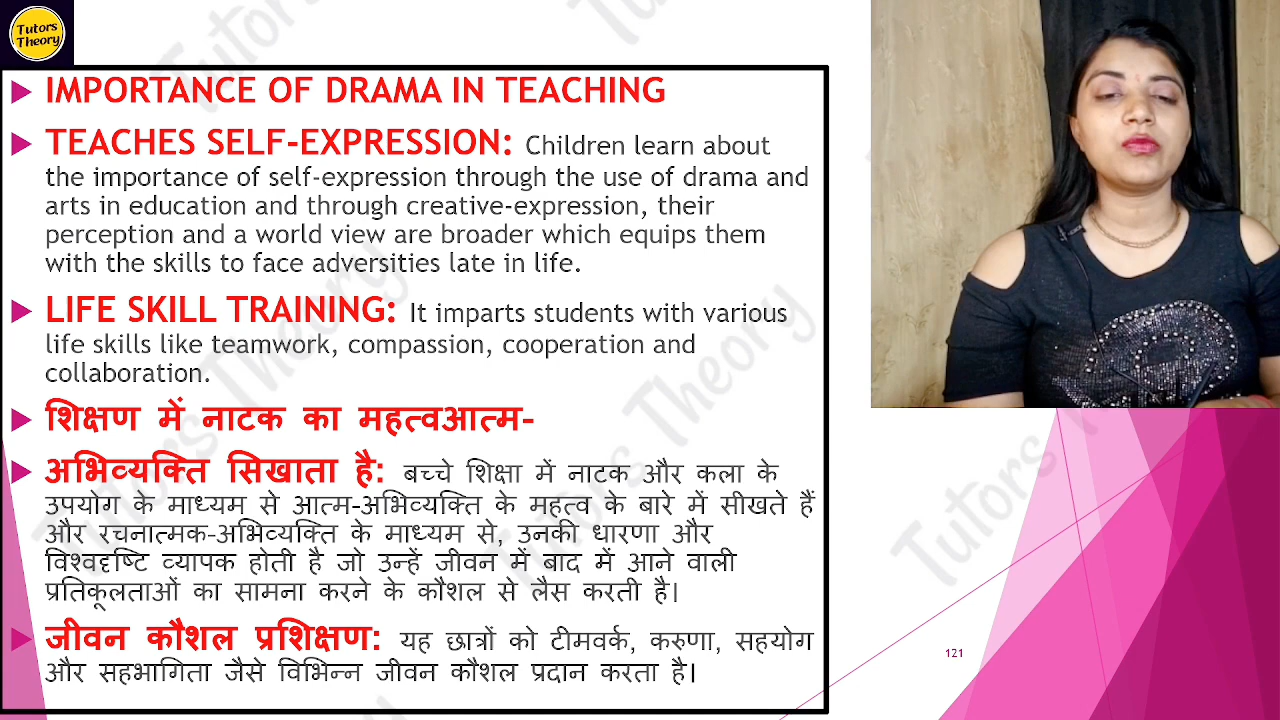 Tutors
Theory
IMPORTANCE OF DRAMA IN TEACHING
TEACHES SELF-EXPRESSION: Children learn about
the importance of self-expression through the use of drama and
arts in education and through creative-expression, their
perception and a world view are broader which equips them
with the skills to face adversities late in life.
LIFE SKILL TRAINING: It imparts students with various
life skills like teamwork, compassion, cooperation and
collaboration.
शिक्षण में नाटक का महत्वआत्म-
अभिव्यक्ति सिखाता है: बच्चे शिक्षा में नाटक और कला के
उपयोग के माध्यम से आत्म-अभिव्यक्ति के महत्व के बारे में सीखते हैं
और रचनात्मक-अभिव्यक्ति के माध्यम से, उनकी धारणा और
विश्वदृष्टि व्यापक होती है जो उन्हें जीवन में बाद में आने वाली
प्रतिकूलताओं का सामना करने के कौशल से लैस करती है।
जीवन कौशल प्रशिक्षण: यह छात्रों को टीमवर्क, करुणा, सहयोग
और सहभागिता जैसे विभिन्न जीवन कौशल प्रदान करता है।
121
Tutors Theory
Tutors Theory
Tutors Theory